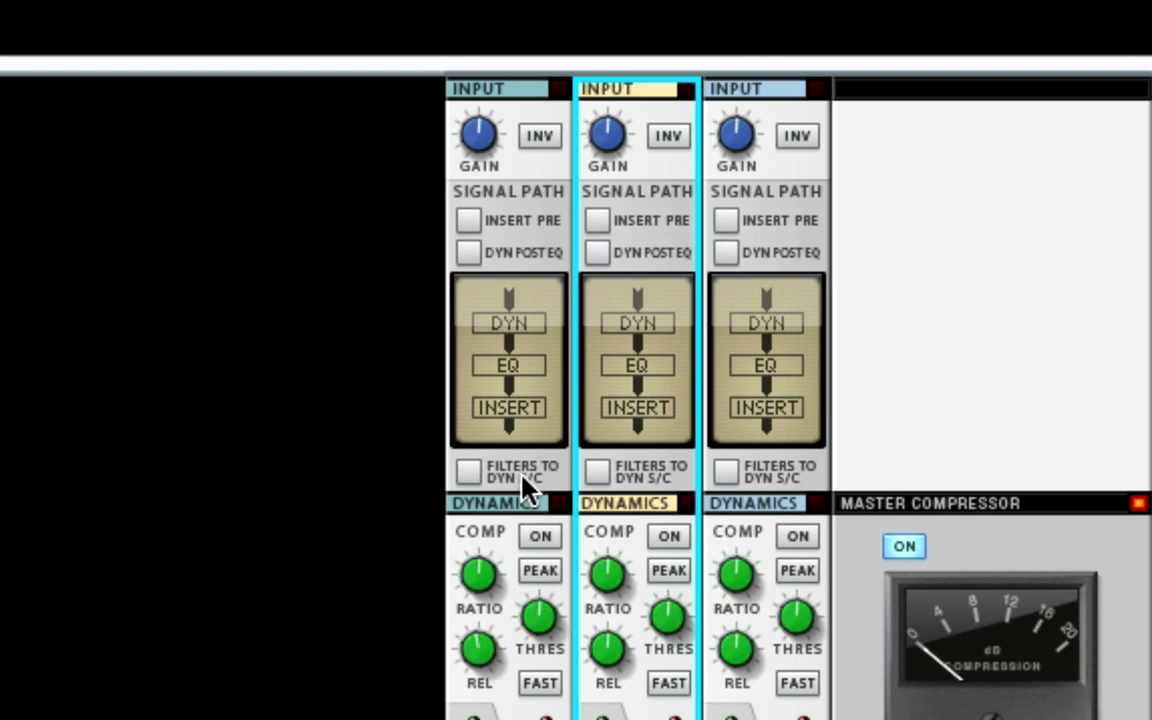 INPUT INPUT INPUT
INV INV INV
GAIN GAIN GAIN
SIGNAL PATH SIGNAL PATH SIGNAL PATH
INSERT PRE INSERT PRE INSERT PRE
DYN POST EQ DYN POST EQ DYN POST EQ
DYN DYN DYN
EQ EQ EQ
INSERT INSERT INSERT
FILTERS TO FILTERS TO FILTERS TO
DYN S/C DYN S/C DYN S/C
DYNAMICS DYNAMICS DYNAMICS MASTER COMPRESSOR
COMP ON COMP ON COMP ON ON
PEAK PEAK PEAK
RATIO RATIO RATIO 0 4 8 12 16 20
THRES THRES THRES dB
COMPRESSION
REL FAST REL FAST REL FAST